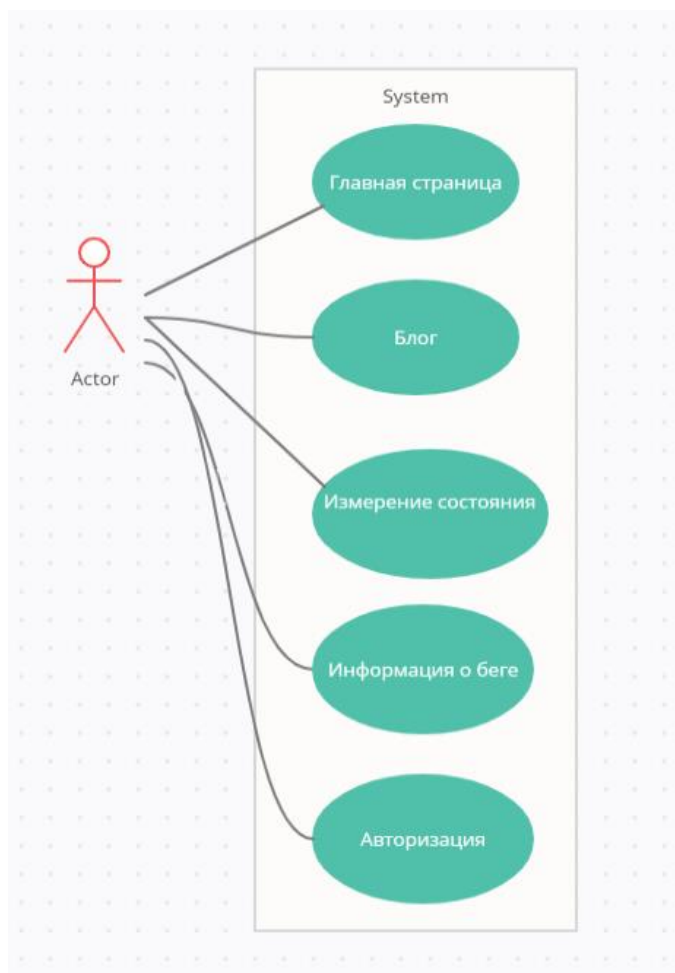 System
Главная страница
Блог
Actor
Измерение состояния
Информация о беге
Авторизация